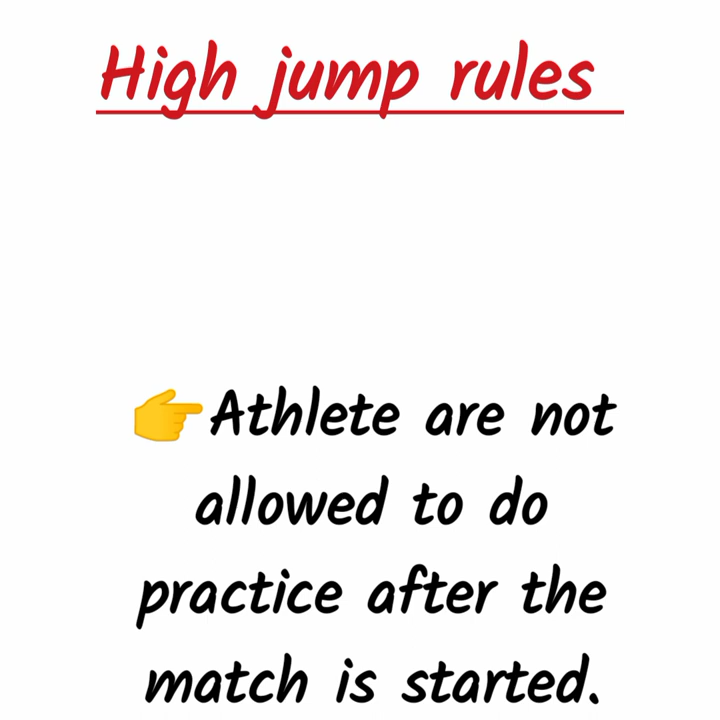 High jump rules
👉Athlete are not
allowed to do
practice after the
match is started.